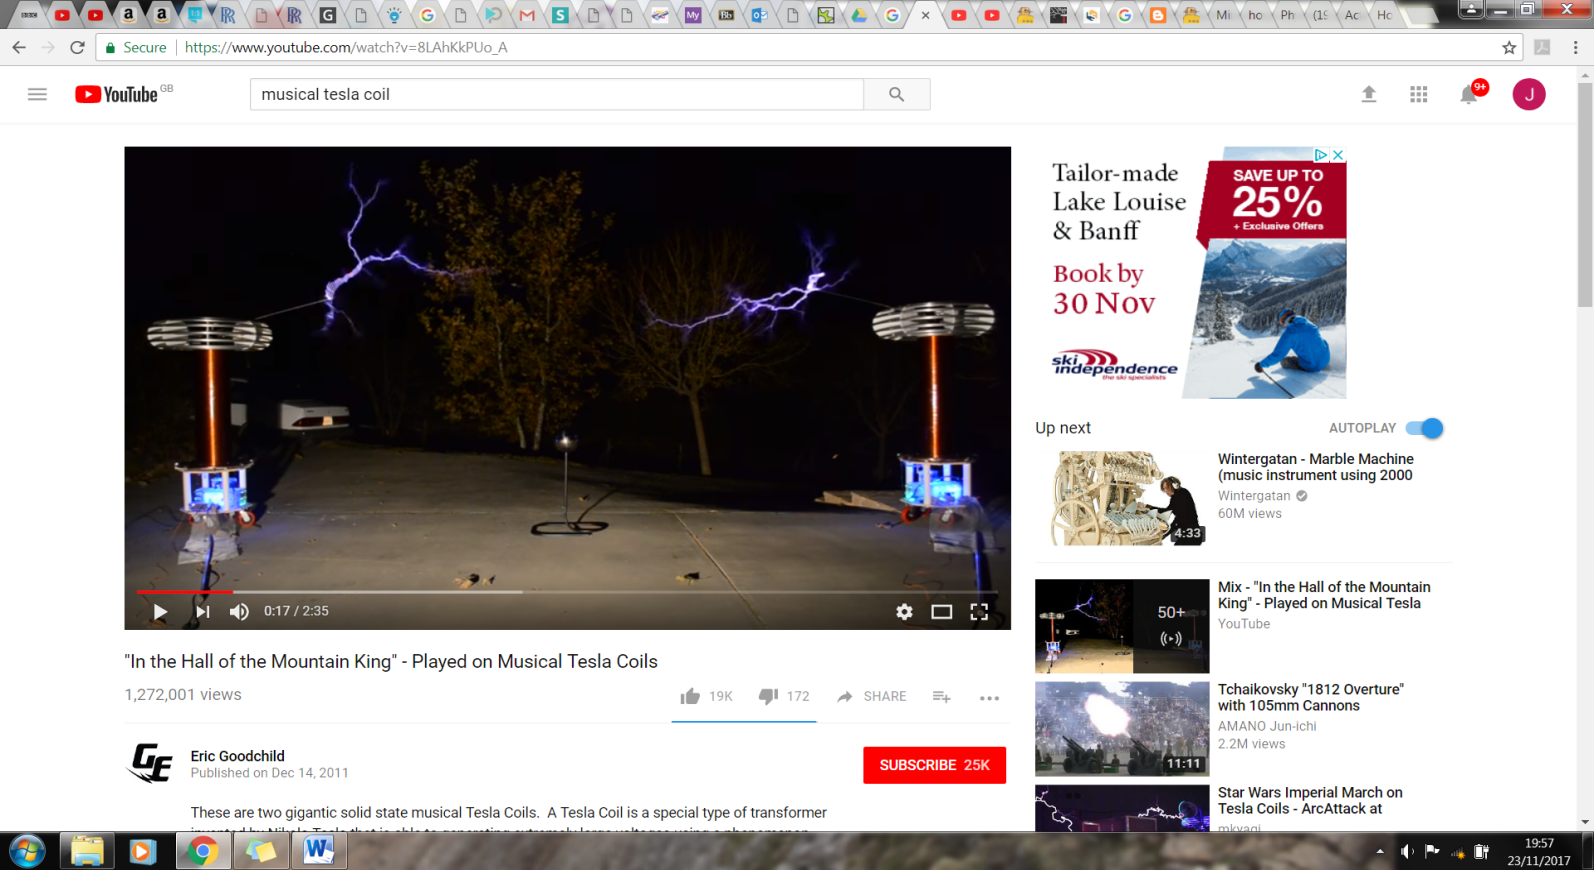 BBC
a
a
G
S
My
Bb
Mi
ho
Ph
(19
Ac
Ho
Secure
https://www.youtube.com/watch?v=8LAhKkPUo_A
YouTube GB
musical tesla coil
9+
J
Tailor-made
Lake Louise
& Banff
Book by
30 Nov
ski
independence
the ski specialists
SAVE UP TO
25%
+ Exclusive Offers
0:17 / 2:35
Up next
AUTOPLAY
Wintergatan - Marble Machine
(music instrument using 2000
Wintergatan
60M views
4:33
Mix - "In the Hall of the Mountain
King" - Played on Musical Tesla
YouTube
50+
Tchaikovsky "1812 Overture"
with 105mm Cannons
AMANO Jun-ichi
2.2M views
11:11
Star Wars Imperial March on
Tesla Coils - ArcAttack at
"In the Hall of the Mountain King" - Played on Musical Tesla Coils
1,272,001 views
19K
172
SHARE
GE
Eric Goodchild
Published on Dec 14, 2011
SUBSCRIBE 25K
These are two gigantic solid state musical Tesla Coils. A Tesla Coil is a special type of transformer
19:57
23/11/2017